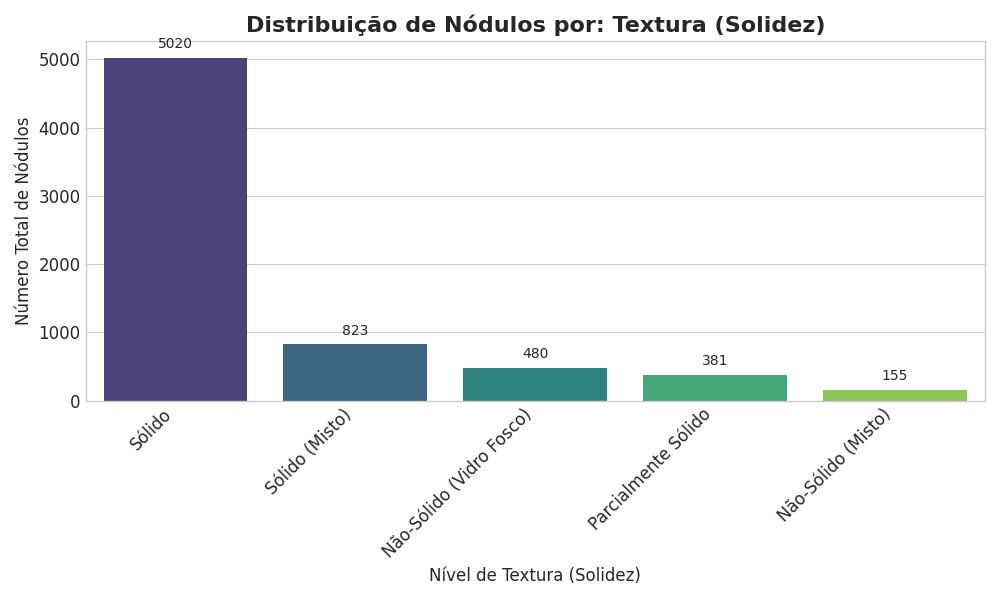 Distribuição de Nódulos por: Textura (Solidez)
Número Total de Nódulos
5000
4000
3000
2000
1000
0
5020
823
480
381
155
Sólido
Sólido (Misto)
Não-Sólido (Vidro Fosco)
Parcialmente Sólido
Não-Sólido (Misto)
Nível de Textura (Solidez)